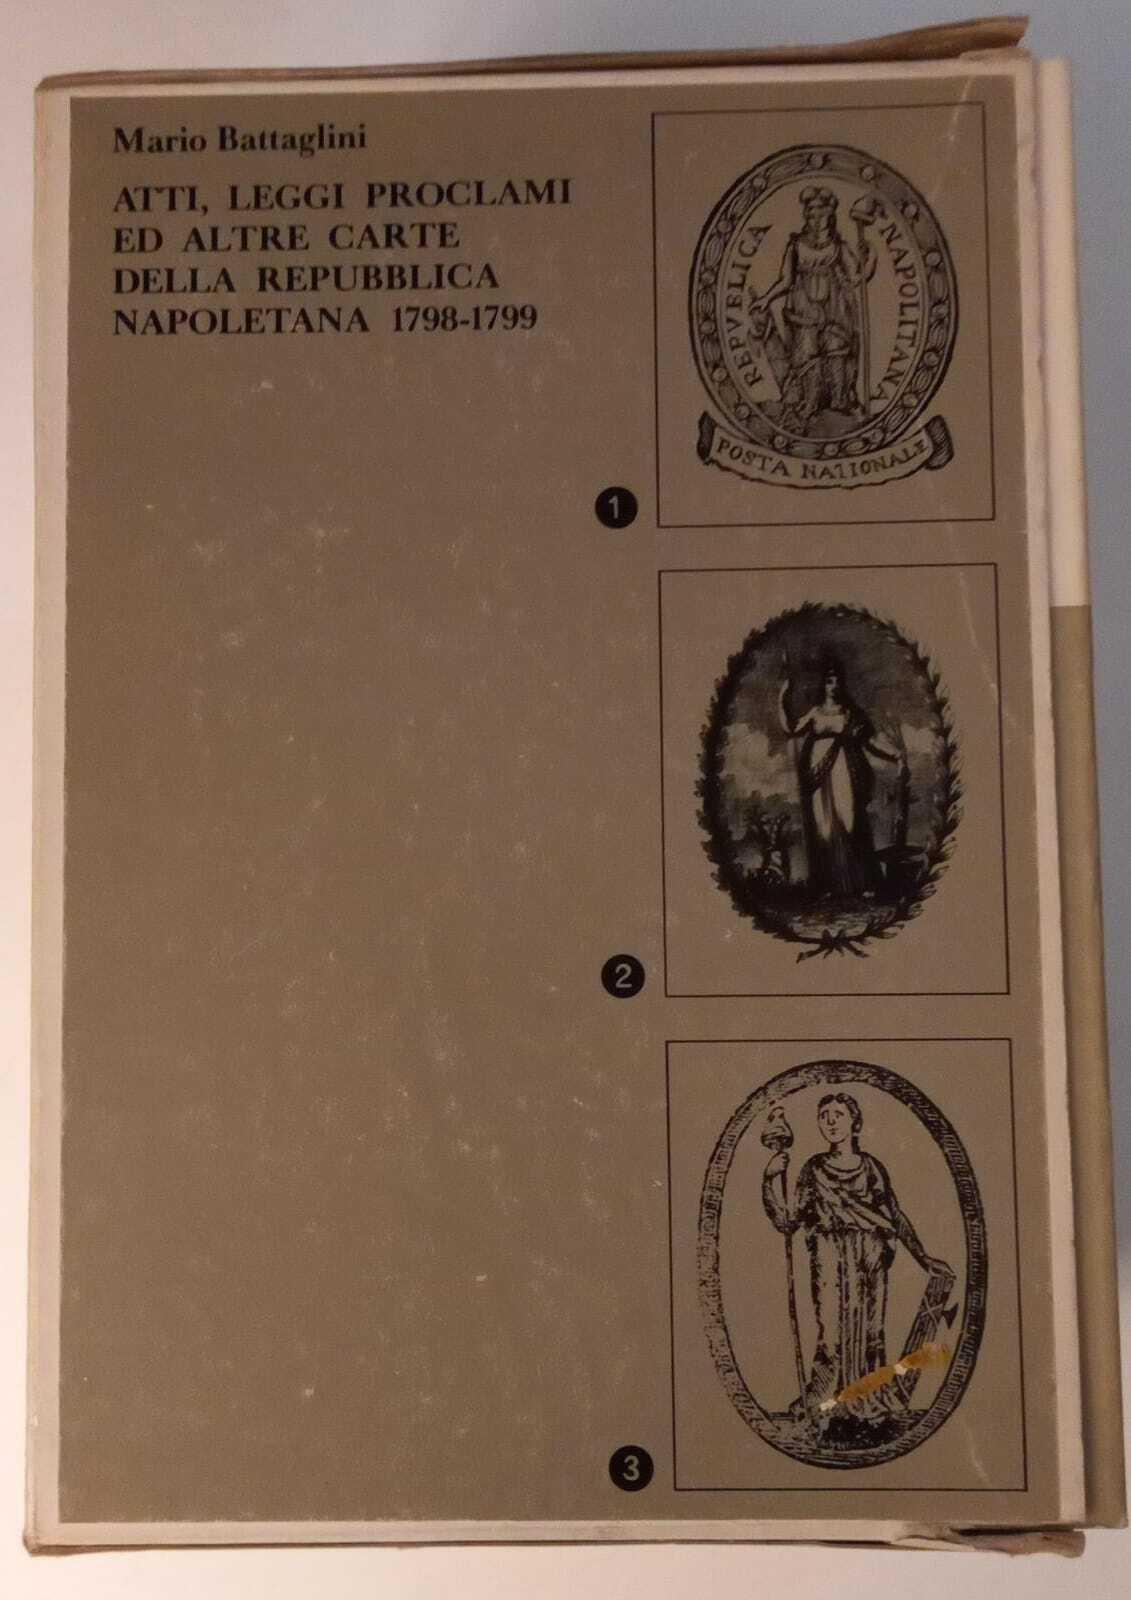 Mario Battaglini
ATTI, LEGGI PROCLAMI
ED ALTRE CARTE
DELLA REPUBBLICA
NAPOLETANA 1798-1799
REPVBLICA NAPOLITANA
POSTA NAZIONALE
1
2
3